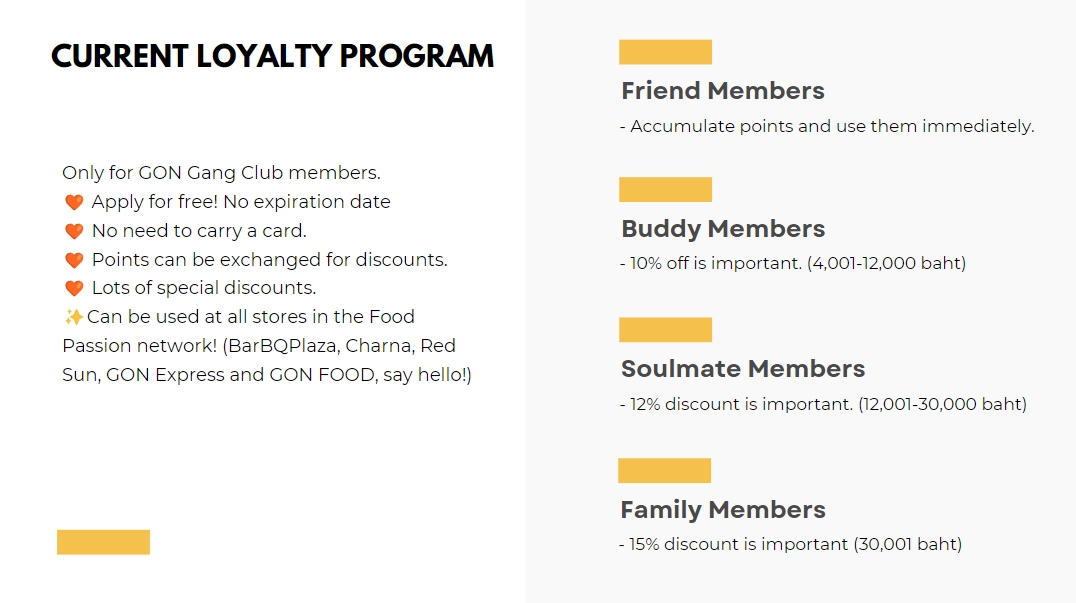 CURRENT LOYALTY PROGRAM
Only for GON Gang Club members.
🧡 Apply for free! No expiration date
🧡 No need to carry a card.
🧡 Points can be exchanged for discounts.
🧡 Lots of special discounts.
✨Can be used at all stores in the Food
Passion network! (BarBQPlaza, Charna, Red
Sun, GON Express and GON FOOD, say hello!)
Friend Members
- Accumulate points and use them immediately.
Buddy Members
- 10% off is important. (4,001-12,000 baht)
Soulmate Members
- 12% discount is important. (12,001-30,000 baht)
Family Members
- 15% discount is important (30,001 baht)